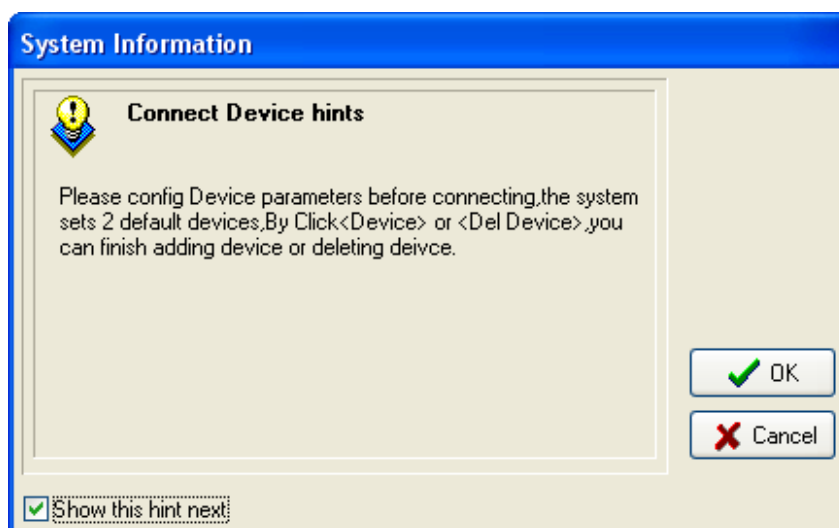 System Information
Connect Device hints
Please config Device parameters before connecting,the system
sets 2 default devices,By Click<Device> or <Del Device>,you
can finish adding device or deleting deivce.
OK
Cancel
Show this hint next